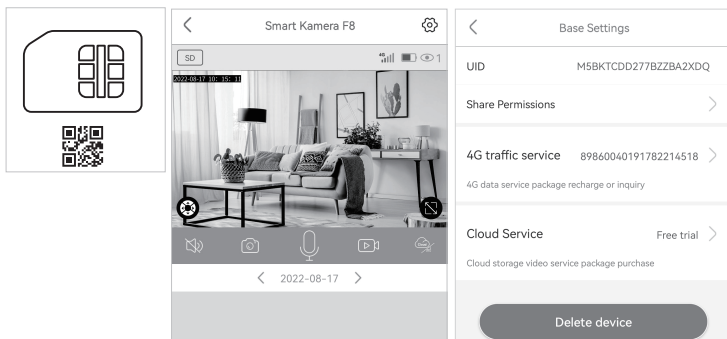 Smart Kamera F8
SD
4G
1
2022-08-17 10:15:11
2022-08-17
Base Settings
UID M5BKTCDD277BZZBA2XDQ
Share Permissions
4G traffic service 89860040191782214518
4G data service package recharge or inquiry
Cloud Service Free trial
Cloud storage video service package purchase
Delete device